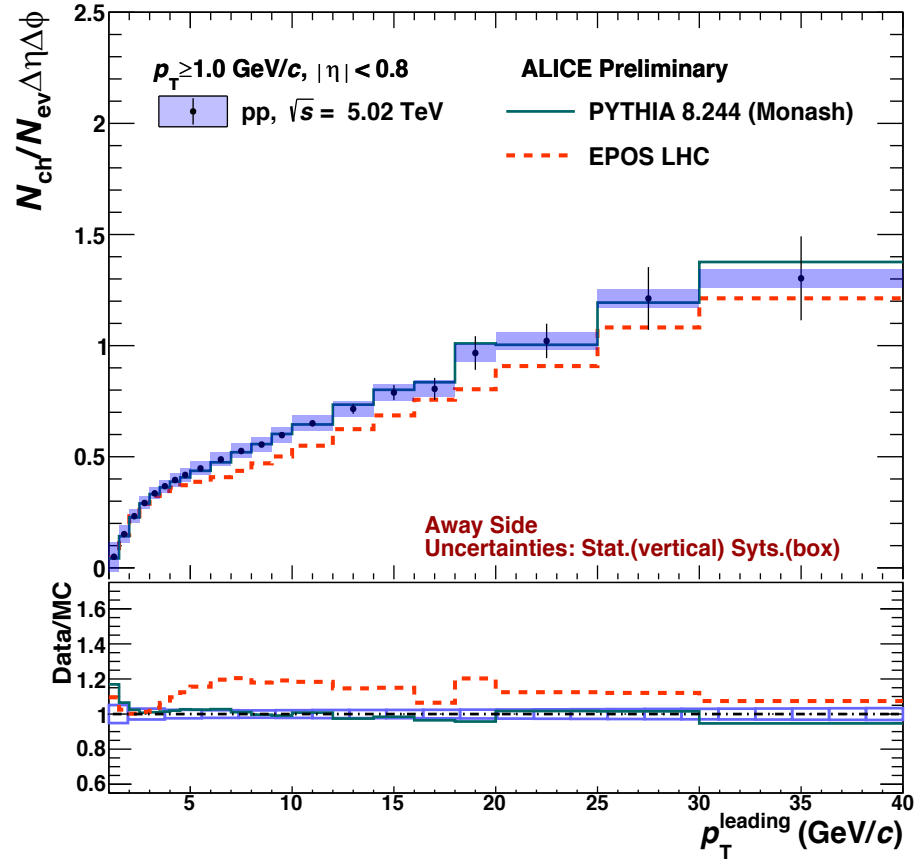 2.5
2
1.5
1
0.5
0
N_ch/N_ev ΔηΔϕ
p_T≥1.0 GeV/c, |η| < 0.8
pp, √s = 5.02 TeV
ALICE Preliminary
PYTHIA 8.244 (Monash)
EPOS LHC
Away Side
Uncertainties: Stat.(vertical) Syts.(box)
Data/MC
1.6
1.4
1.2
1
0.8
0.6
5 10 15 20 25 30 35 40
p_T^leading (GeV/c)